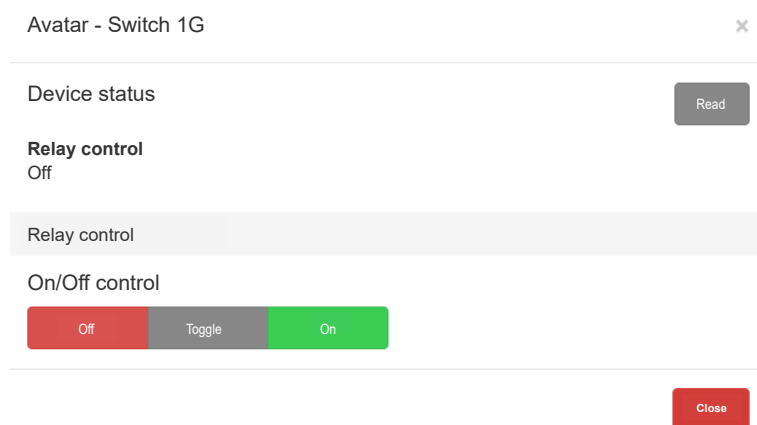 Avatar - Switch 1G ×
Device status
Read
Relay control
Off
Relay control
On/Off control
Off Toggle On
Close